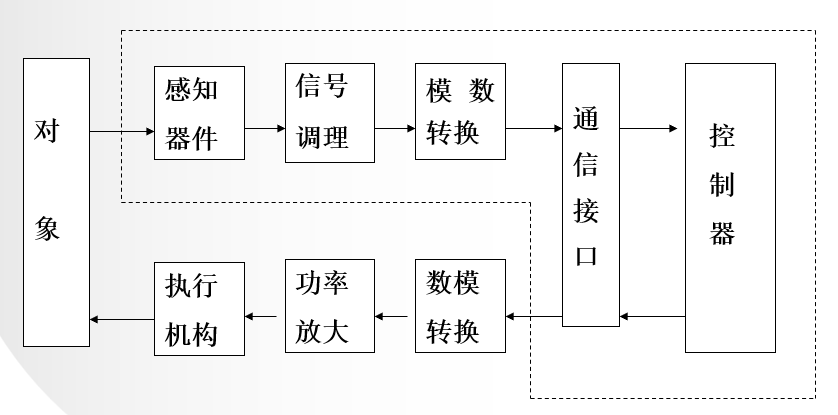 对象
感知
器件
信号
调理
模 数
转换
通信接口
控制器
执行
机构
功率
放大
数模
转换